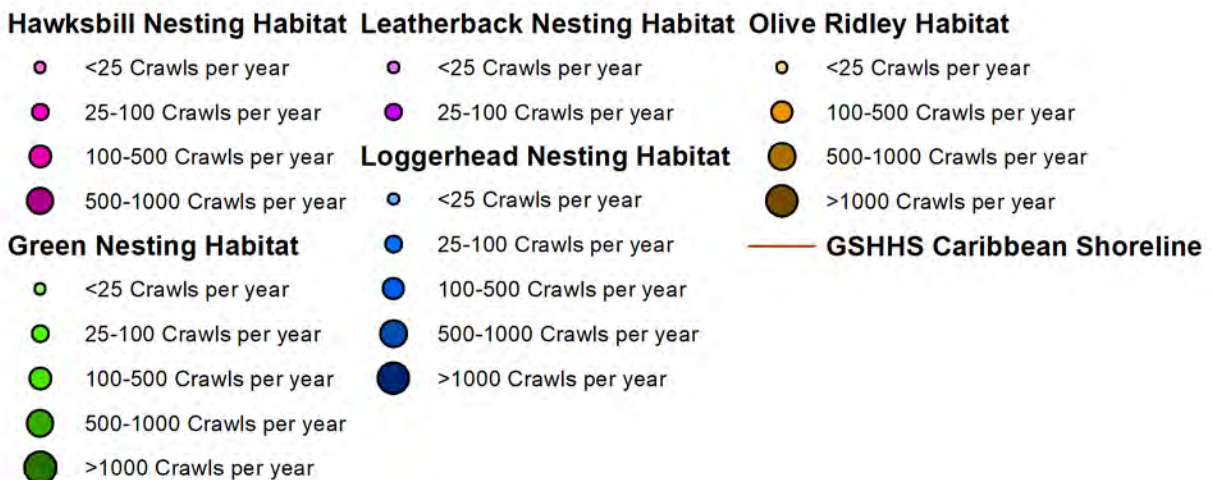 Hawksbill Nesting Habitat
<25 Crawls per year
25-100 Crawls per year
100-500 Crawls per year
500-1000 Crawls per year
Green Nesting Habitat
<25 Crawls per year
25-100 Crawls per year
100-500 Crawls per year
500-1000 Crawls per year
>1000 Crawls per year
Leatherback Nesting Habitat
<25 Crawls per year
25-100 Crawls per year
Loggerhead Nesting Habitat
<25 Crawls per year
25-100 Crawls per year
100-500 Crawls per year
500-1000 Crawls per year
>1000 Crawls per year
Olive Ridley Habitat
<25 Crawls per year
100-500 Crawls per year
500-1000 Crawls per year
>1000 Crawls per year
GSHHS Caribbean Shoreline